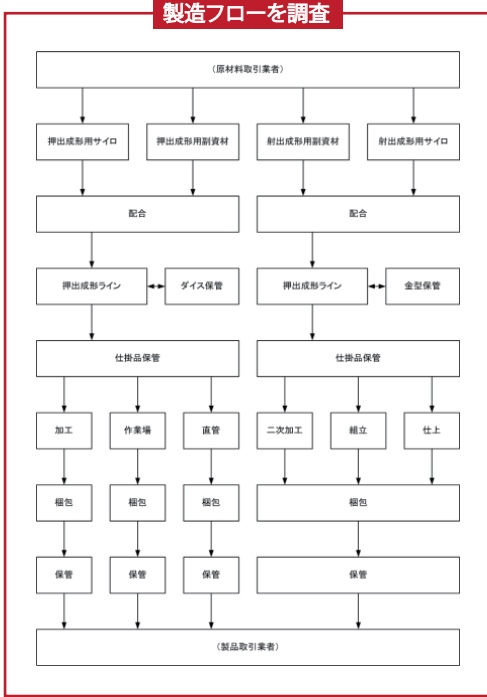 製造フローを調査
(原材料取引業者)
押出成形用サイロ
押出成形用副資材
射出成形用副資材
射出成形用サイロ
配合
配合
押出成形ライン
ダイス保管
押出成形ライン
金型保管
仕掛品保管
仕掛品保管
加工
作業場
直管
二次加工
組立
仕上
梱包
梱包
梱包
梱包
保管
保管
保管
保管
(製品取引業者)